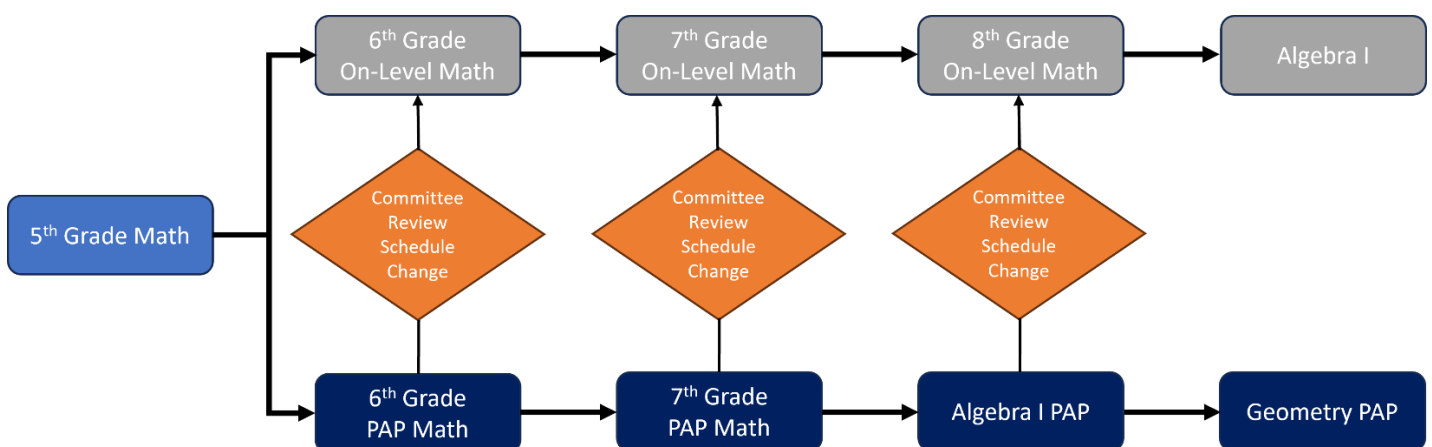 6th Grade
On-Level Math
7th Grade
On-Level Math
8th Grade
On-Level Math
Algebra I
Committee
Review
Schedule
Change
Committee
Review
Schedule
Change
Committee
Review
Schedule
Change
5th Grade Math
6th Grade
PAP Math
7th Grade
PAP Math
Algebra I PAP
Geometry PAP